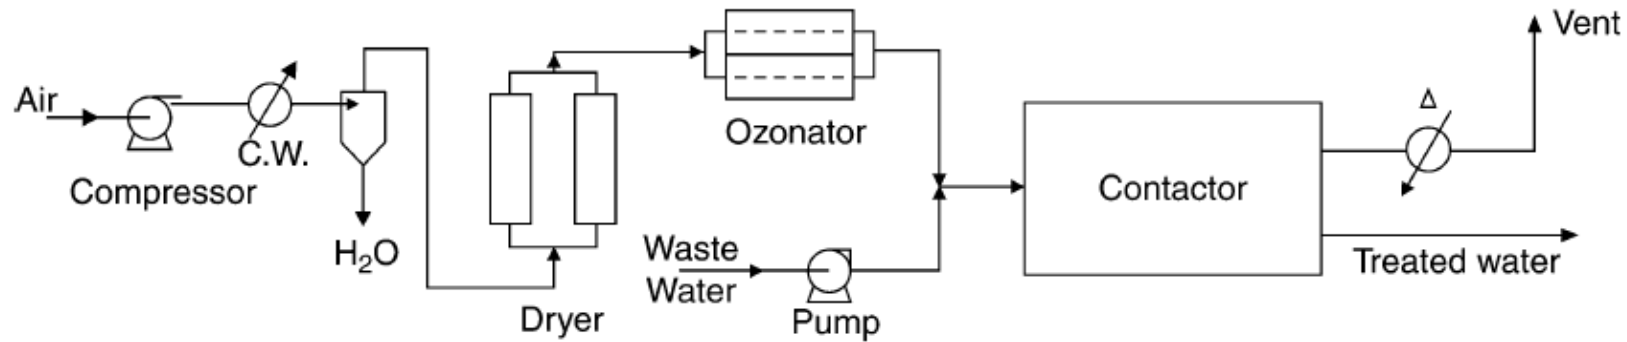 Air
Compressor
C.W.
H₂O
Dryer
Ozonator
Waste
Water
Pump
Contactor
Δ
Vent
Treated water